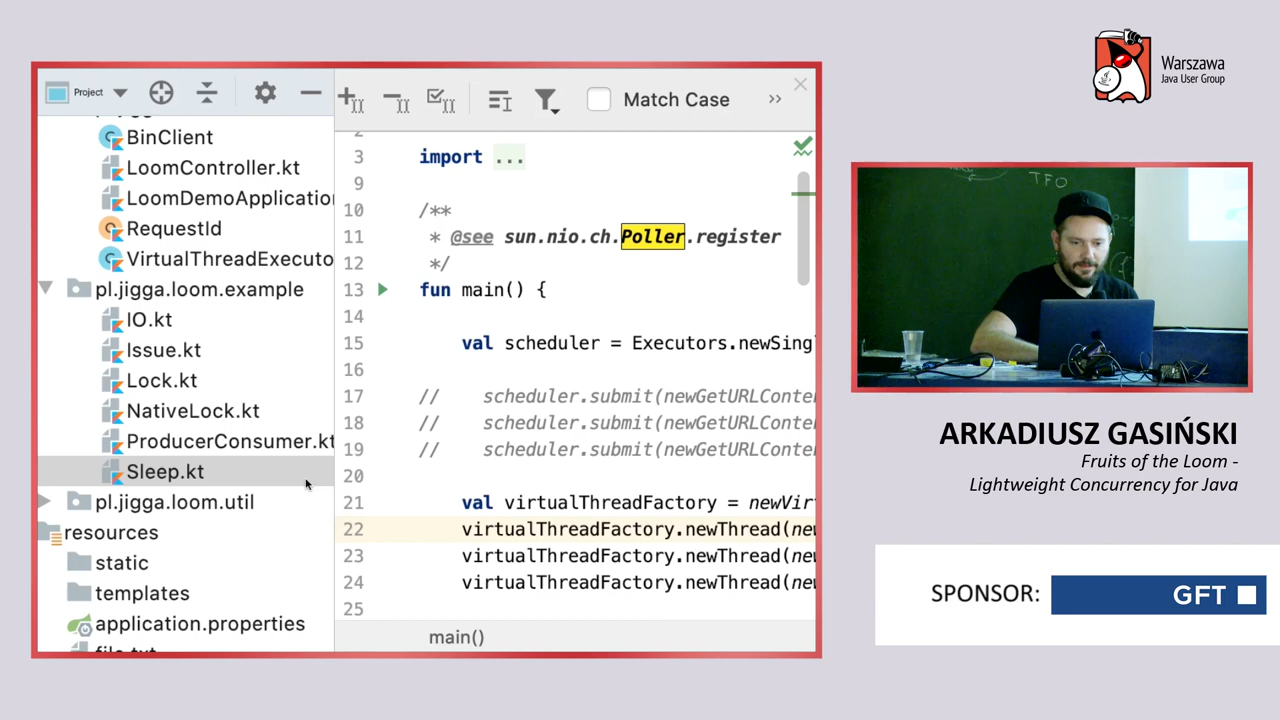 Project
BinClient
LoomController.kt
LoomDemoApplicatio
RequestId
VirtualThreadExecuto
pl.jigga.loom.example
IO.kt
Issue.kt
Lock.kt
NativeLock.kt
ProducerConsumer.kt
Sleep.kt
pl.jigga.loom.util
resources
static
templates
application.properties
Match Case
3 import ...
9
10 /**
11 * @see sun.nio.ch.Poller.register
12 */
13 fun main() {
14
15 val scheduler = Executors.newSingl
16
17 // scheduler.submit(newGetURLConte
18 // scheduler.submit(newGetURLConte
19 // scheduler.submit(newGetURLConte
20
21 val virtualThreadFactory = newVir
22 virtualThreadFactory.newThread(ne
23 virtualThreadFactory.newThread(ne
24 virtualThreadFactory.newThread(ne
25
main()
Warszawa
Java User Group
TFO
ARKADIUSZ GASIŃSKI
Fruits of the Loom -
Lightweight Concurrency for Java
SPONSOR: GFT